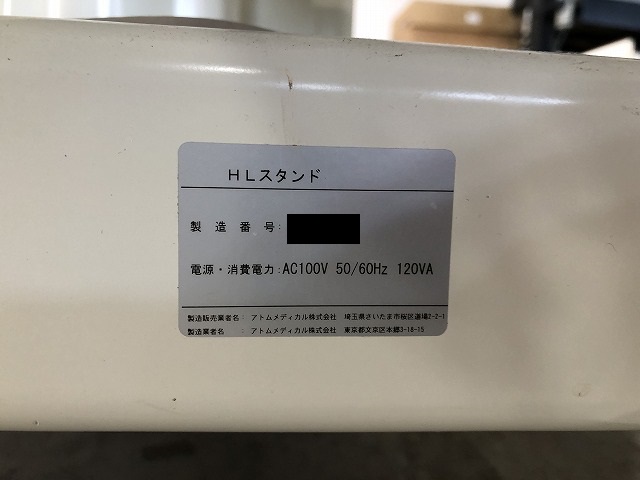 HLスタンド
製造番号:
電源・消費電力:AC100V 50/60Hz 120VA
製造販売業者名: アトムメディカル株式会社 埼玉県さいたま市桜区道場2-2-1
製造業者名 : アトムメディカル株式会社 東京都文京区本郷3-18-15